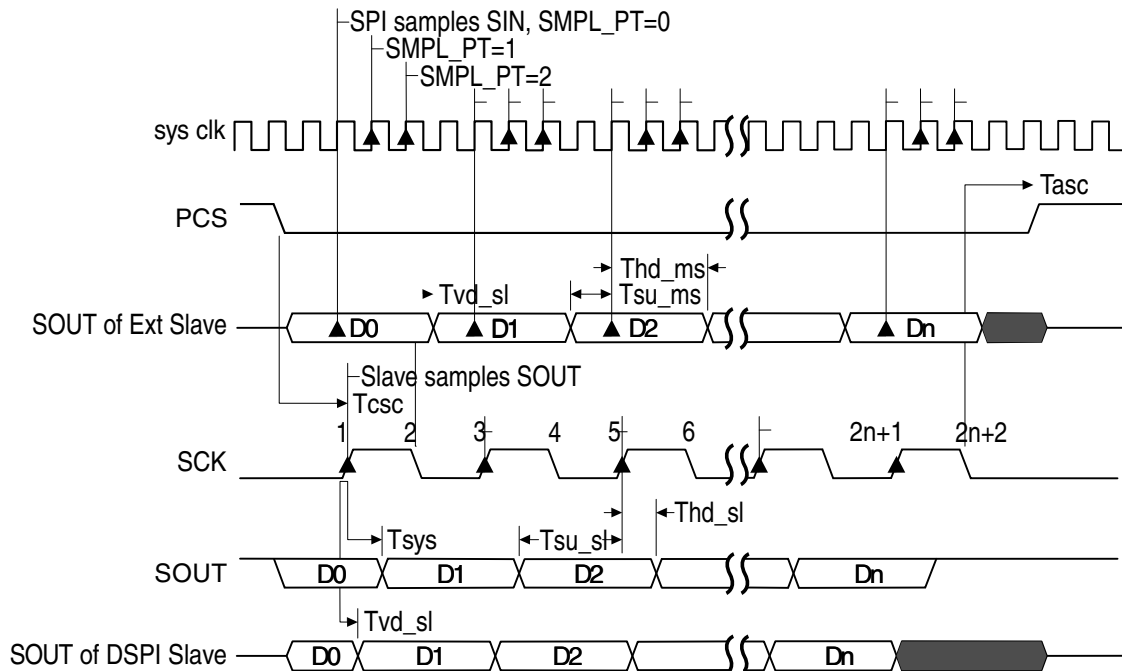 SPI samples SIN, SMPL_PT=0
SMPL_PT=1
SMPL_PT=2
sys clk
Tasc
PCS
Thd_ms
Tvd_sl
Tsu_ms
SOUT of Ext Slave
D0
D1
D2
Dn
Slave samples SOUT
Tcsc
1
2
3
4
5
6
2n+1
2n+2
SCK
Thd_sl
Tsys
Tsu_sl
SOUT
D0
D1
D2
Dn
Tvd_sl
SOUT of DSPI Slave
D0
D1
D2
Dn